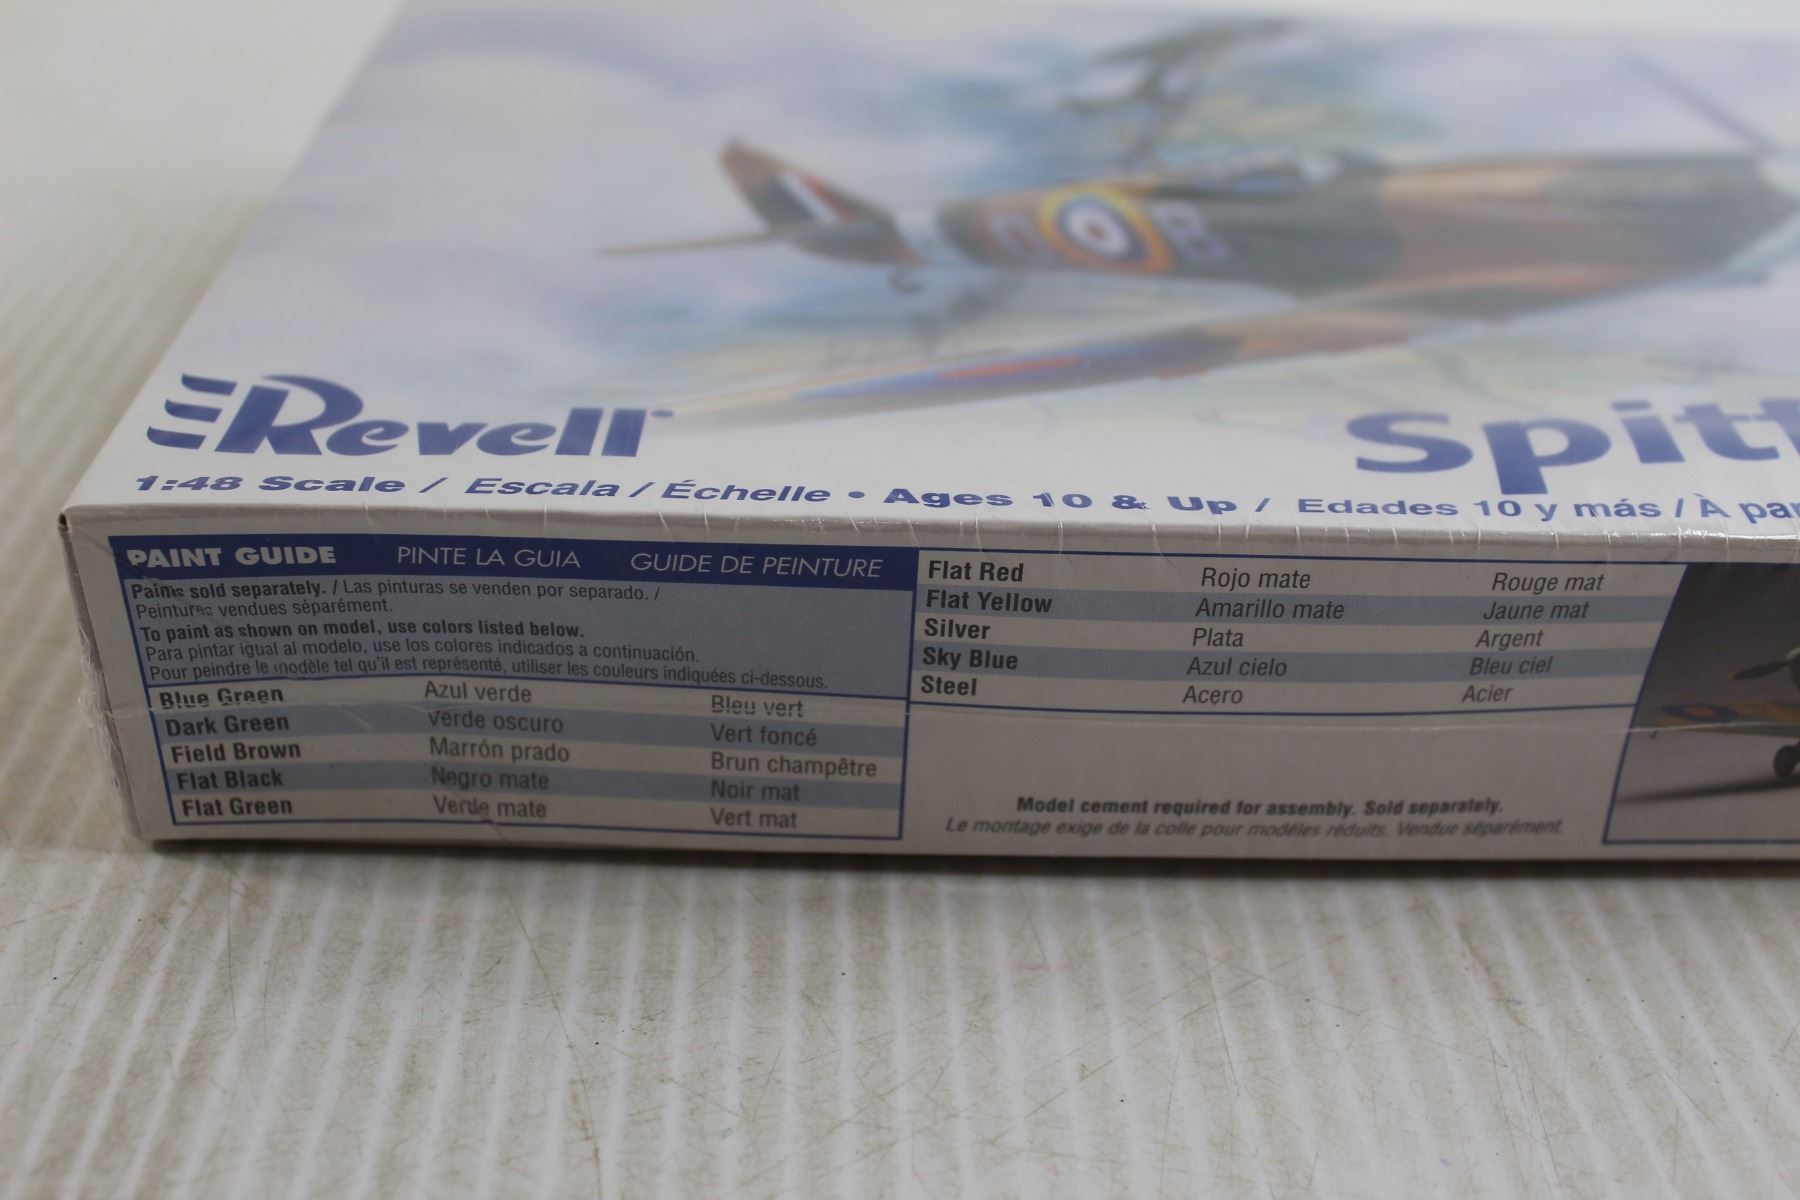 Revell
Spitf
1:48 Scale / Escala / Échelle • Ages 10 & Up / Edades 10 y más / À par
PAINT GUIDE PINTE LA GUIA GUIDE DE PEINTURE
Paints sold separately. / Las pinturas se venden por separado. /
Peintures vendues séparément.
To paint as shown on model, use colors listed below.
Para pintar igual al modelo, use los colores indicados a continuación.
Pour peindre le modèle tel qu'il est représenté, utiliser les couleurs indiquées ci-dessous.
Blue Green Azul verde Bleu vert
Dark Green Verde oscuro Vert foncé
Field Brown Marrón prado Brun champêtre
Flat Black Negro mate Noir mat
Flat Green Verde mate Vert mat
Flat Red Rojo mate Rouge mat
Flat Yellow Amarillo mate Jaune mat
Silver Plata Argent
Sky Blue Azul cielo Bleu ciel
Steel Acero Acier
Model cement required for assembly. Sold separately.
Le montage exige de la colle pour modéles réduits. Vendue séparément.